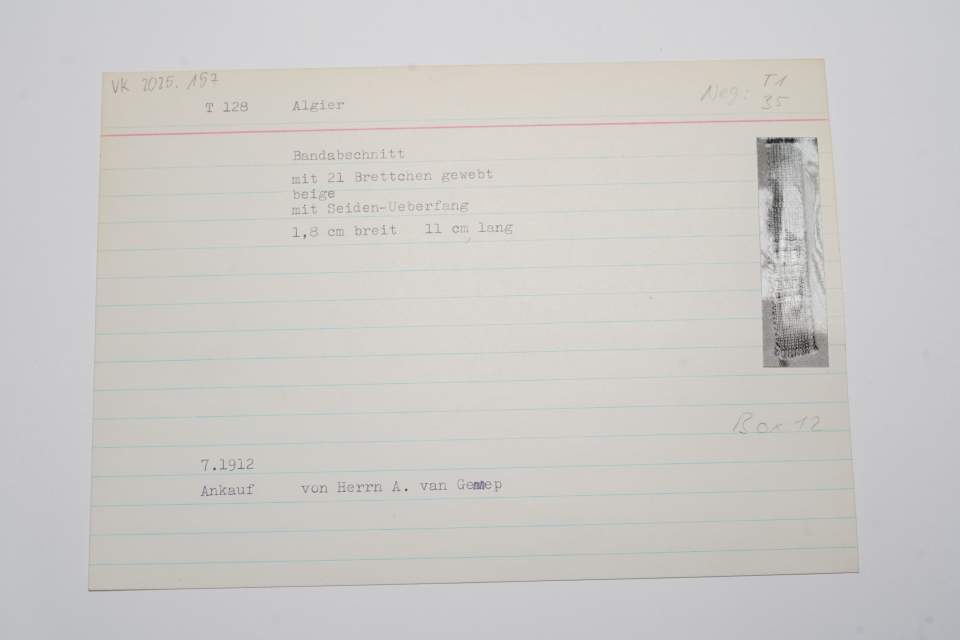 VK 2025.157
T 128 Algier
Neg: T1
35
Bandabschnitt
mit 21 Brettchen gewebt
beige
mit Seiden-Ueberfang
1,8 cm breit 11 cm lang
Box 12
7.1912
Ankauf von Herrn A. van Gennep